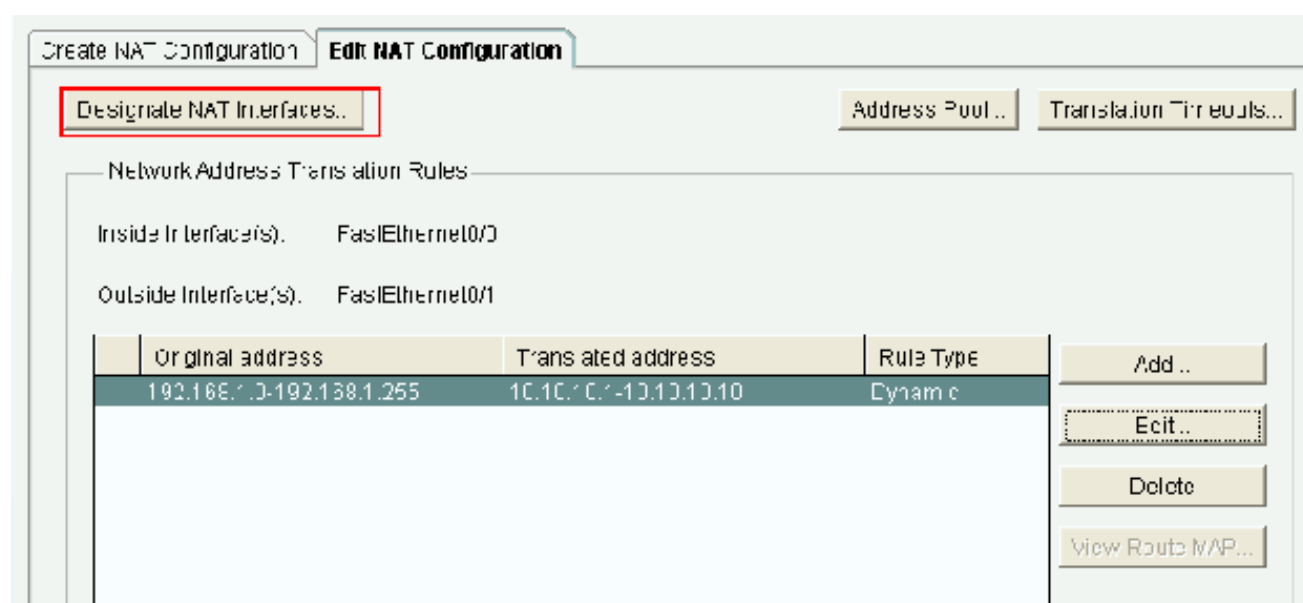 Create NAT Configuration Edit NAT Configuration
Designate NAT Interfaces.. Address Pool .. Translation Timeouts...
Network Address Translation Rules
Inside Interface(s): FastEthernet0/0
Outside Interface(s): FastEthernet0/1
Original address Translated address Rule Type
192.168.1.0-192.168.1.255 10.10.10.1-10.10.10.10 Dynamic
Add ..
Edit ..
Delete
View Route MAP...